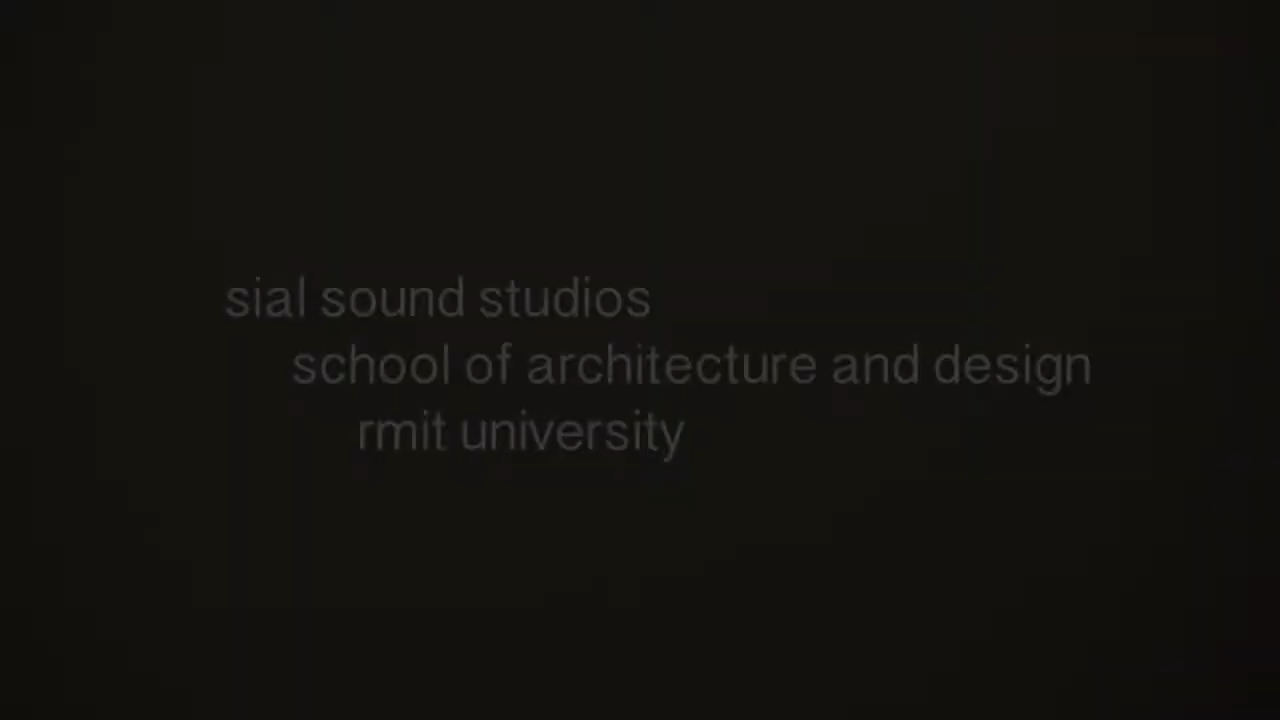 sial sound studios
school of architecture and design
rmit university